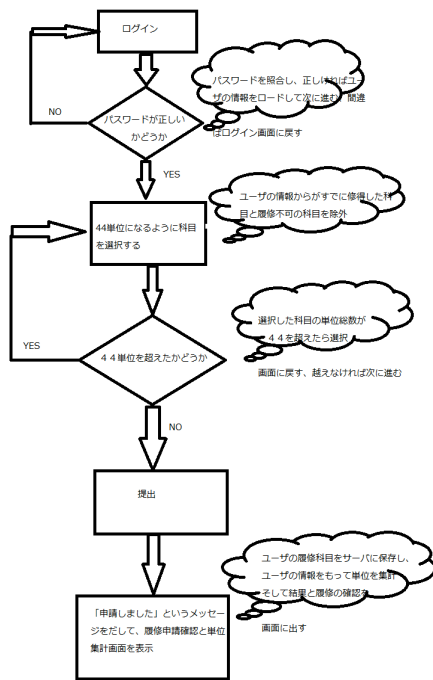 ログイン
パスワードを照合し、正しければユー
ザの情報をロードして次に進む、間違
ばログイン画面に戻す
NO
パスワードが正しい
かどうか
YES
ユーザの情報からがすでに修得した科
目と履修不可の科目を除外
44単位になるように科目
を選択する
選択した科目の単位総数が
４４を超えたら選択
画面に戻す、越えなければ次に進む
YES
４４単位を超えたかどうか
NO
提出
ユーザの履修科目をサーバに保存し、
ユーザの情報をもって単位を集計
そして結果と履修の確認を
画面に出す
「申請しました」というメッセ
ージをだして、履修申請確認と単位
集計画面を表示